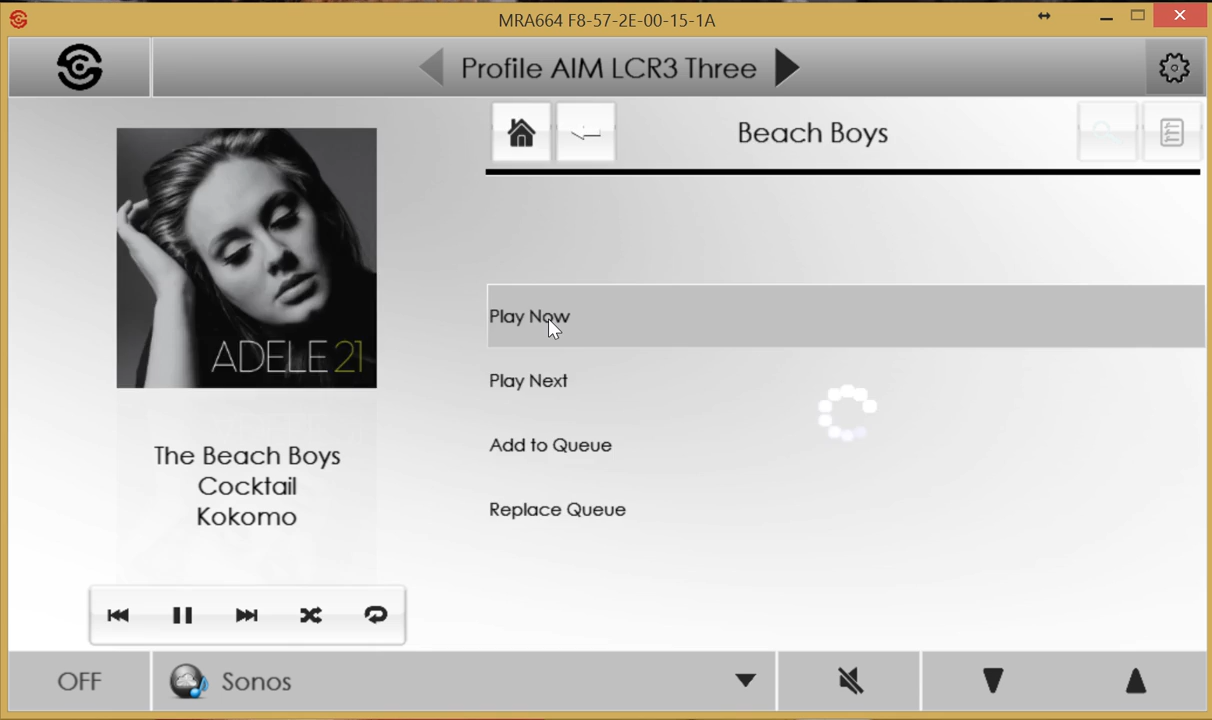 MRA664 F8-57-2E-00-15-1A
Profile AIM LCR3 Three
Beach Boys
ADELE 21
Play Now
Play Next
Add to Queue
Replace Queue
The Beach Boys
Cocktail
Kokomo
OFF
Sonos